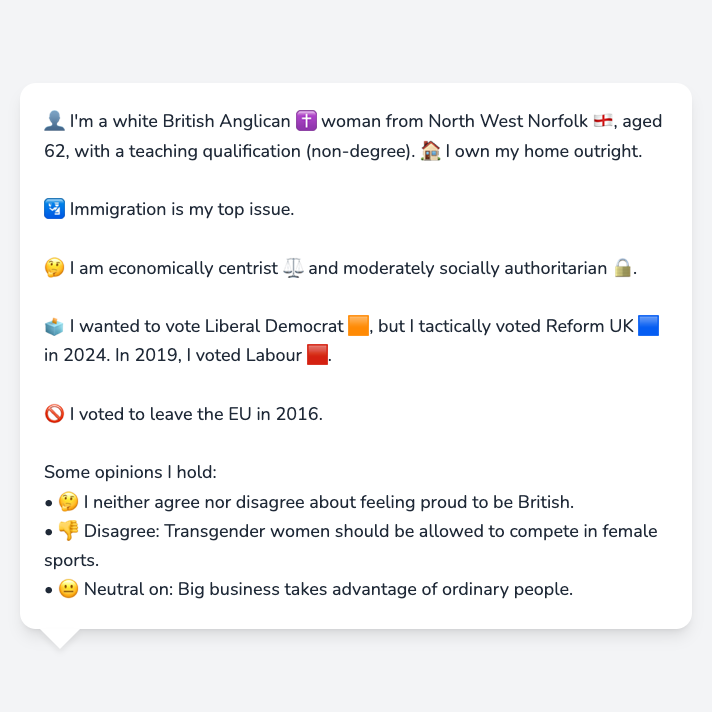 👤 I'm a white British Anglican ✝️ woman from North West Norfolk 🏴󠁧󠁢󠁥󠁮󠁧󠁿, aged
62, with a teaching qualification (non-degree). 🏠 I own my home outright.
🛂 Immigration is my top issue.
🤔 I am economically centrist ⚖️ and moderately socially authoritarian 🔒.
🗳️ I wanted to vote Liberal Democrat 🟧, but I tactically voted Reform UK 🟦
in 2024. In 2019, I voted Labour 🟥.
🚫 I voted to leave the EU in 2016.
Some opinions I hold:
• 🤔 I neither agree nor disagree about feeling proud to be British.
• 👎 Disagree: Transgender women should be allowed to compete in female
sports.
• 😐 Neutral on: Big business takes advantage of ordinary people.